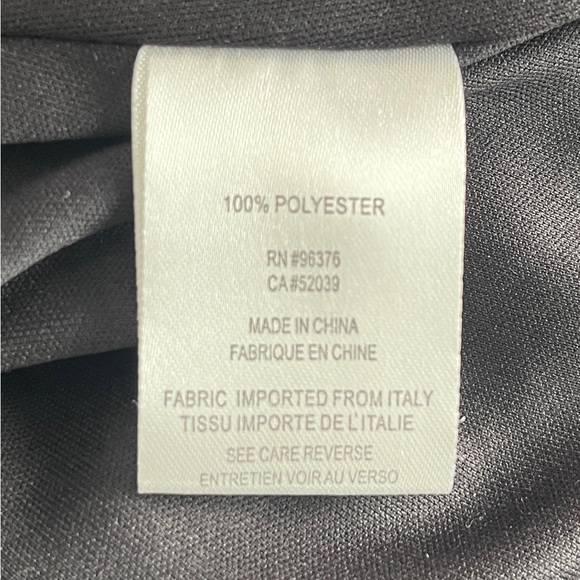 100% POLYESTER
RN #96376
CA#52039
MADE IN CHINA
FABRIQUE EN CHINE
FABRIC IMPORTED FROM ITALY
TISSU IMPORTE DE L'ITALIE
SEE CARE REVERSE
ENTRETIEN VOIR AU VERSO